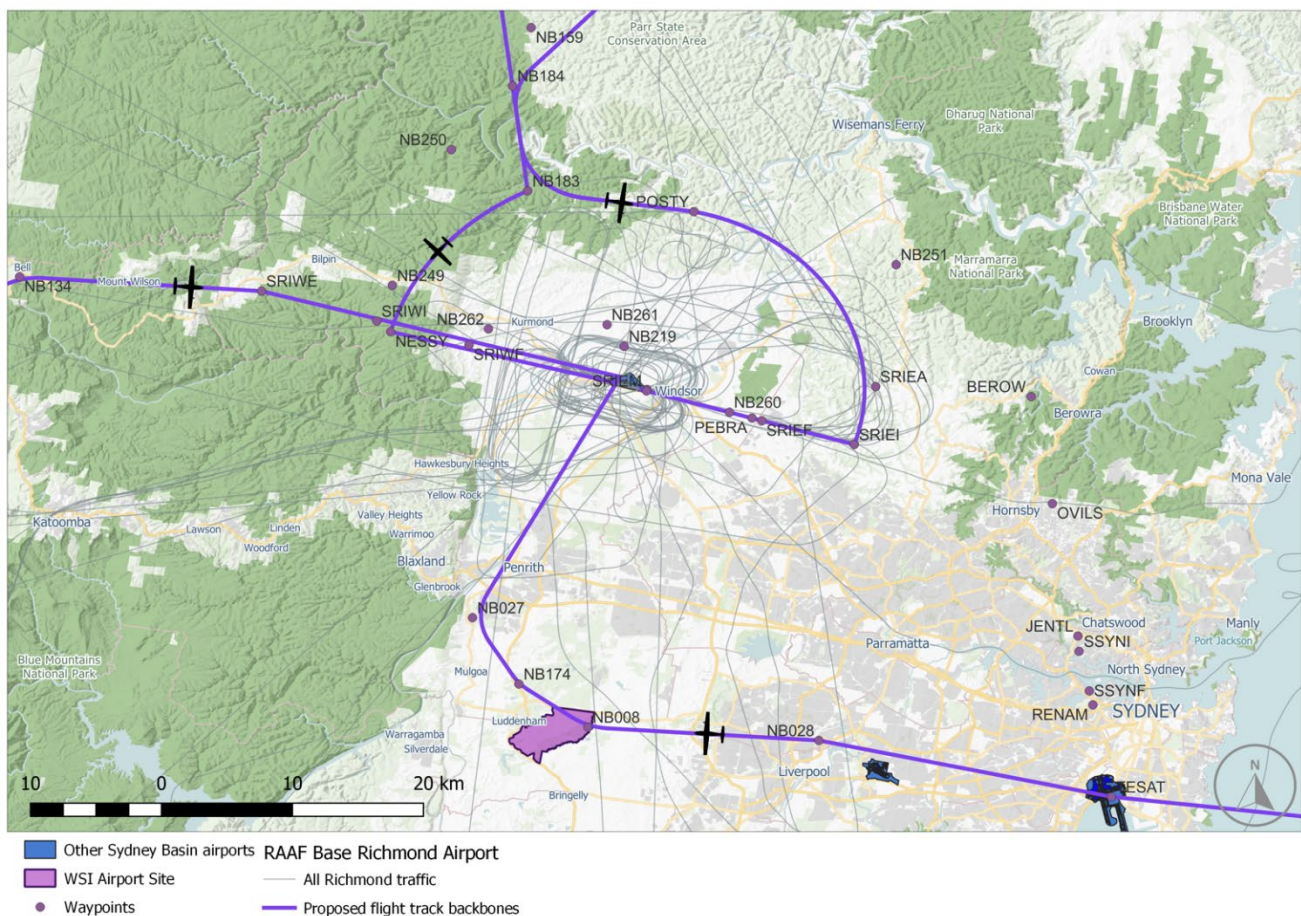 Parr State
Conservation Area
NB159
NB184
Dharug National
Park
Wisemans Ferry
NB250
NB183
POSTY
Brisbane Water
National Park
NB251
Marramarra
National Park
Bell
NB134
Mount Wilson
Bilpin
SRIWE
NB249
SRIWI
NESSY
NB262
Kurmond
SRIWF
NB261
NB219
Brooklyn
Cowan
SRIEM
Windsor
SRIEA
BEROW
Berowra
NB260
PEBRA
SRIEF
SRIEI
Hawkesbury Heights
Yellow Rock
Mona Vale
Katoomba
Lawson
Linden
Woodford
Valley Heights
Warrimoo
Blaxland
Glenbrook
Penrith
Hornsby
OVILS
NB027
JENTL
Chatswood
SSYNI
Manly
Port Jackson
Parramatta
North Sydney
Blue Mountains
National Park
Mulgoa
NB174
SSYNF
RENAM
SYDNEY
Luddenham
NB008
Warragamba
Silverdale
NB028
Liverpool
Bringelly
TESAT
N
10 0 10 20 km
Other Sydney Basin airports
WSI Airport Site
Waypoints
RAAF Base Richmond Airport
All Richmond traffic
Proposed flight track backbones